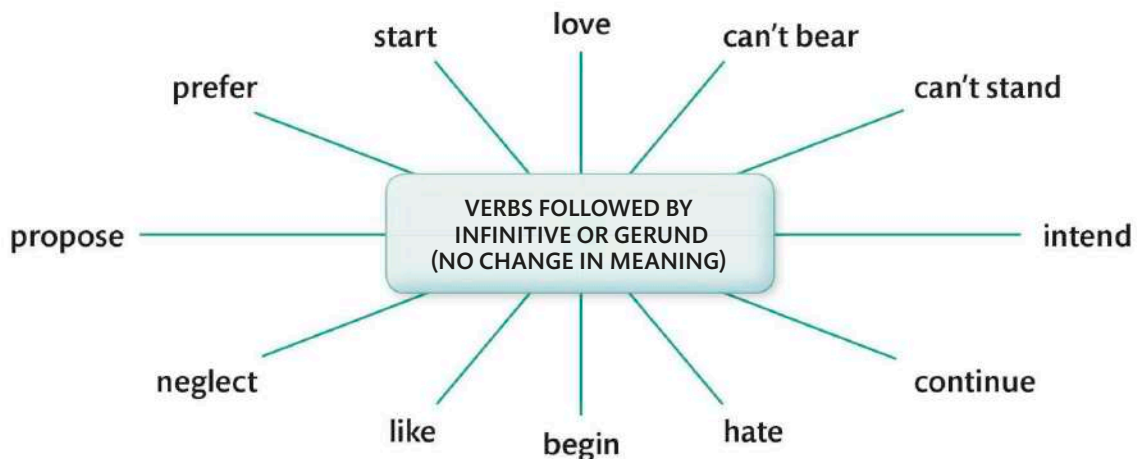 love
start
can't bear
prefer
can't stand
VERBS FOLLOWED BY
INFINITIVE OR GERUND
(NO CHANGE IN MEANING)
propose
intend
neglect
continue
like
begin
hate